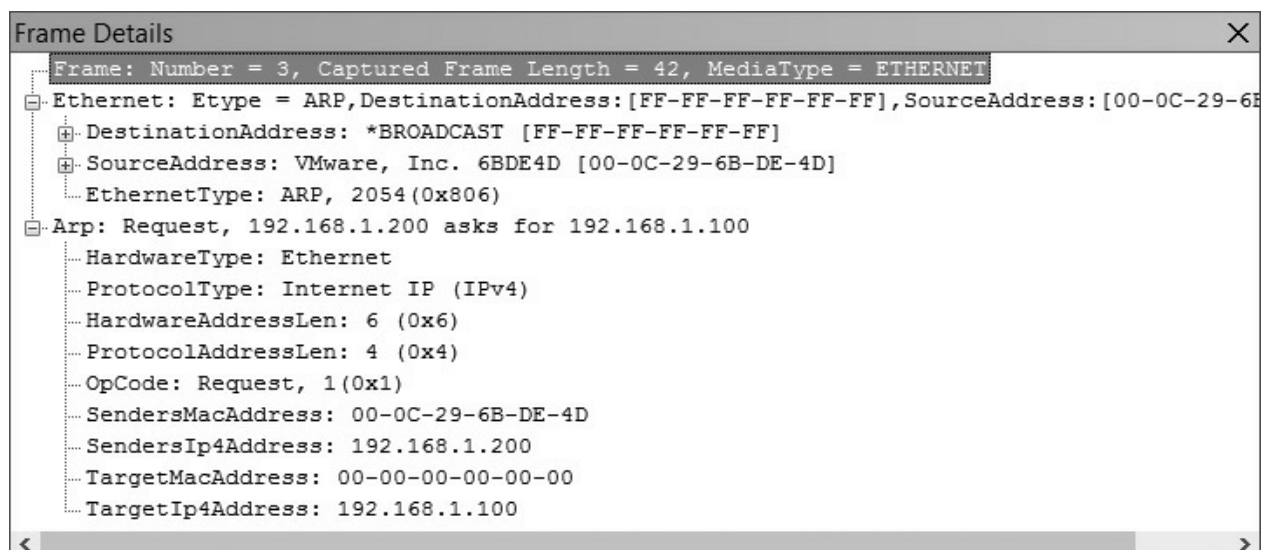 Frame Details
Frame: Number = 3, Captured Frame Length = 42, MediaType = ETHERNET
Ethernet: Etype = ARP,DestinationAddress:[FF-FF-FF-FF-FF-FF],SourceAddress:[00-0C-29-6
DestinationAddress: *BROADCAST [FF-FF-FF-FF-FF-FF]
SourceAddress: VMware, Inc. 6BDE4D [00-0C-29-6B-DE-4D]
EthernetType: ARP, 2054(0x806)
Arp: Request, 192.168.1.200 asks for 192.168.1.100
HardwareType: Ethernet
ProtocolType: Internet IP (IPv4)
HardwareAddressLen: 6 (0x6)
ProtocolAddressLen: 4 (0x4)
OpCode: Request, 1(0x1)
SendersMacAddress: 00-0C-29-6B-DE-4D
SendersIp4Address: 192.168.1.200
TargetMacAddress: 00-00-00-00-00-00
TargetIp4Address: 192.168.1.100